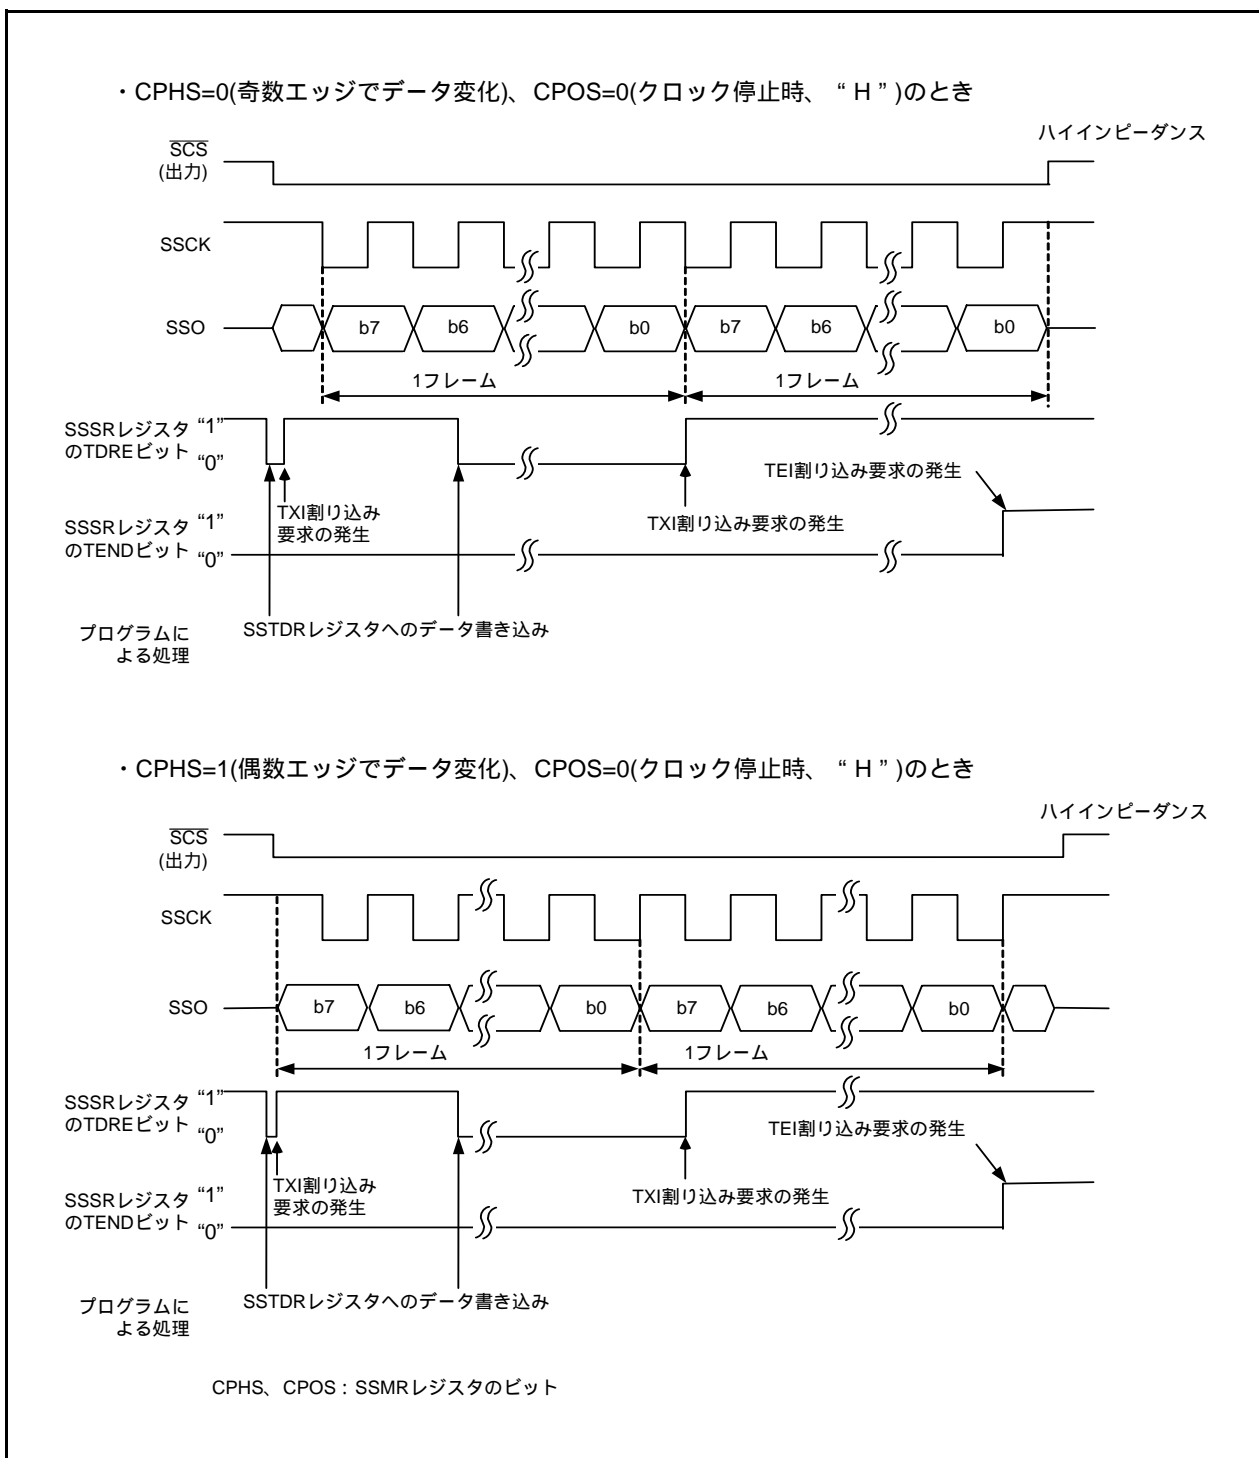 ・CPHS=0(奇数エッジでデータ変化)、CPOS=0(クロック停止時、“H”)のとき
ハイインピーダンス
SCS
(出力)
SSCK
SSO
b7
b6
b0
b7
b6
b0
1フレーム
1フレーム
SSSRレジスタ “1”
のTDREビット “0”
TEI割り込み要求の発生
TXI割り込み
要求の発生
TXI割り込み要求の発生
SSSRレジスタ “1”
のTENDビット “0”
SSTDRレジスタへのデータ書き込み
プログラムに
よる処理
・CPHS=1(偶数エッジでデータ変化)、CPOS=0(クロック停止時、“H”)のとき
ハイインピーダンス
SCS
(出力)
SSCK
SSO
b7
b6
b0
b7
b6
b0
1フレーム
1フレーム
SSSRレジスタ “1”
のTDREビット “0”
TEI割り込み要求の発生
TXI割り込み
要求の発生
TXI割り込み要求の発生
SSSRレジスタ “1”
のTENDビット “0”
SSTDRレジスタへのデータ書き込み
プログラムに
よる処理
CPHS、CPOS：SSMRレジスタのビット